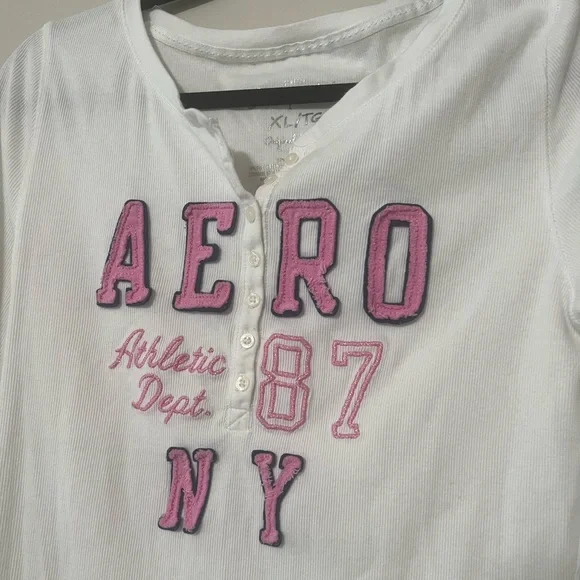 XL/TG
AERO
Athletic 87
Dept.
NY